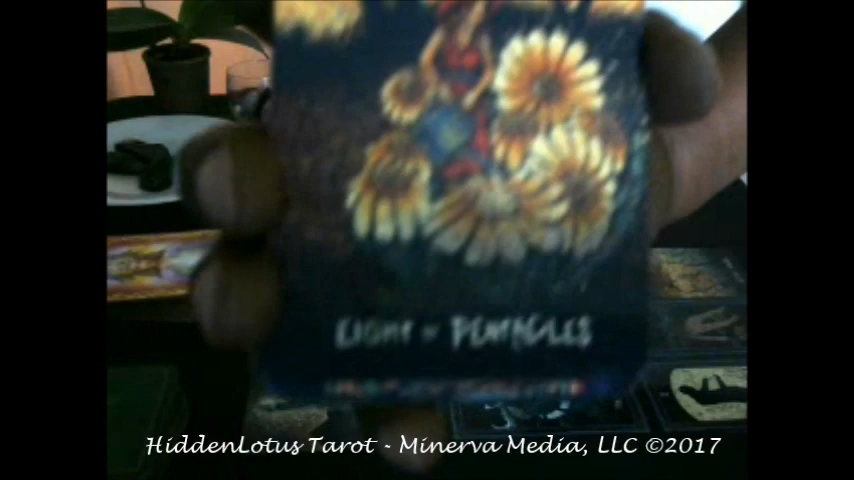 EIGHT OF PENTACLES
HiddenLotus Tarot - Minerva Media, LLC ©2017